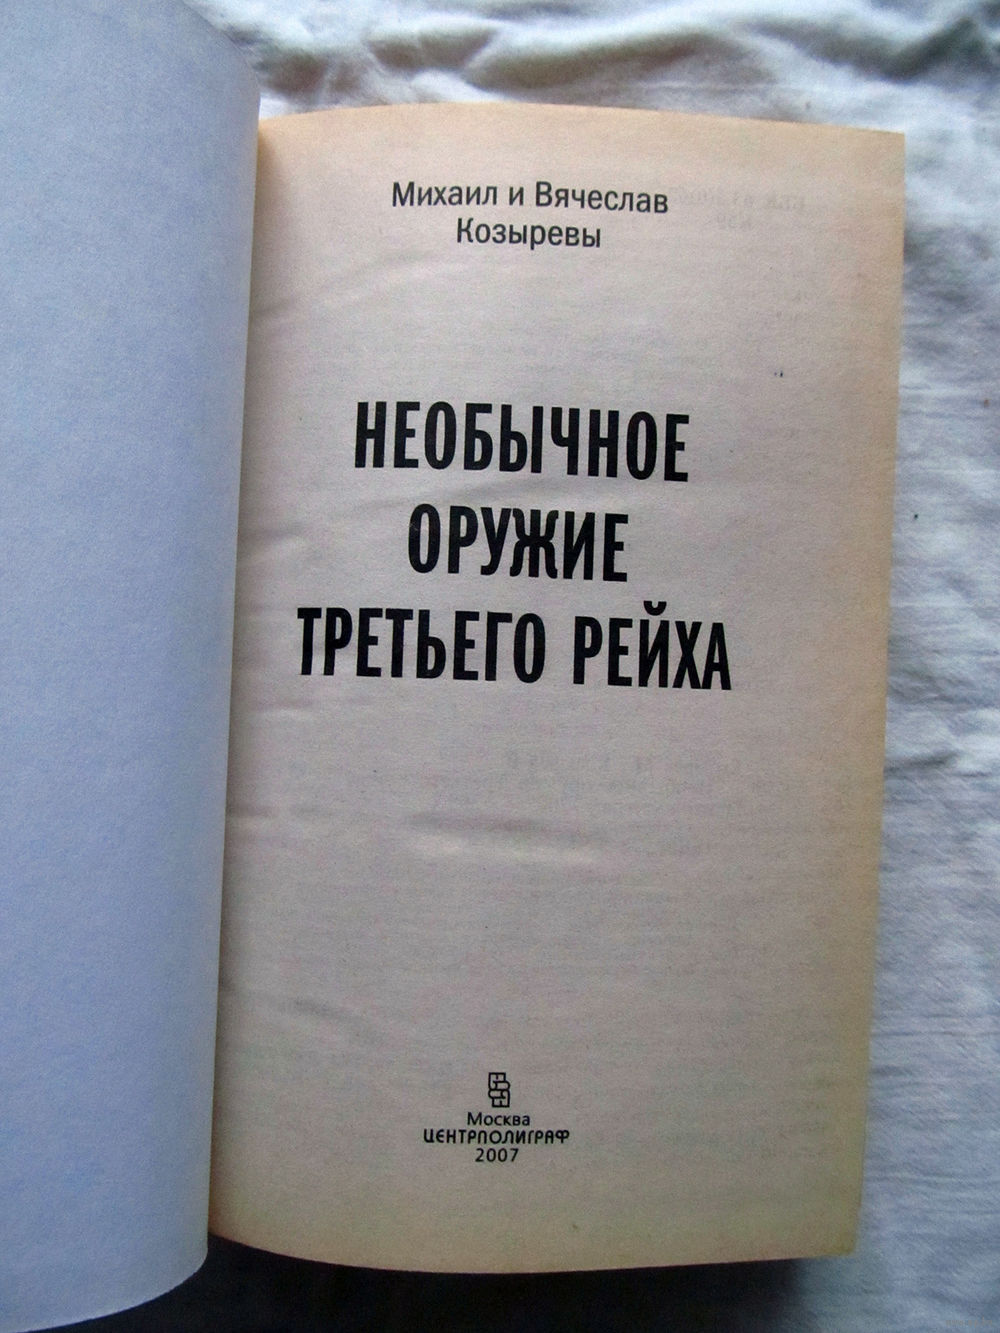 Михаил и Вячеслав
Козыревы
НЕОБЫЧНОЕ
ОРУЖИЕ
ТРЕТЬЕГО РЕЙХА
Москва
ЦЕНТРПОЛИГРАФ
2007